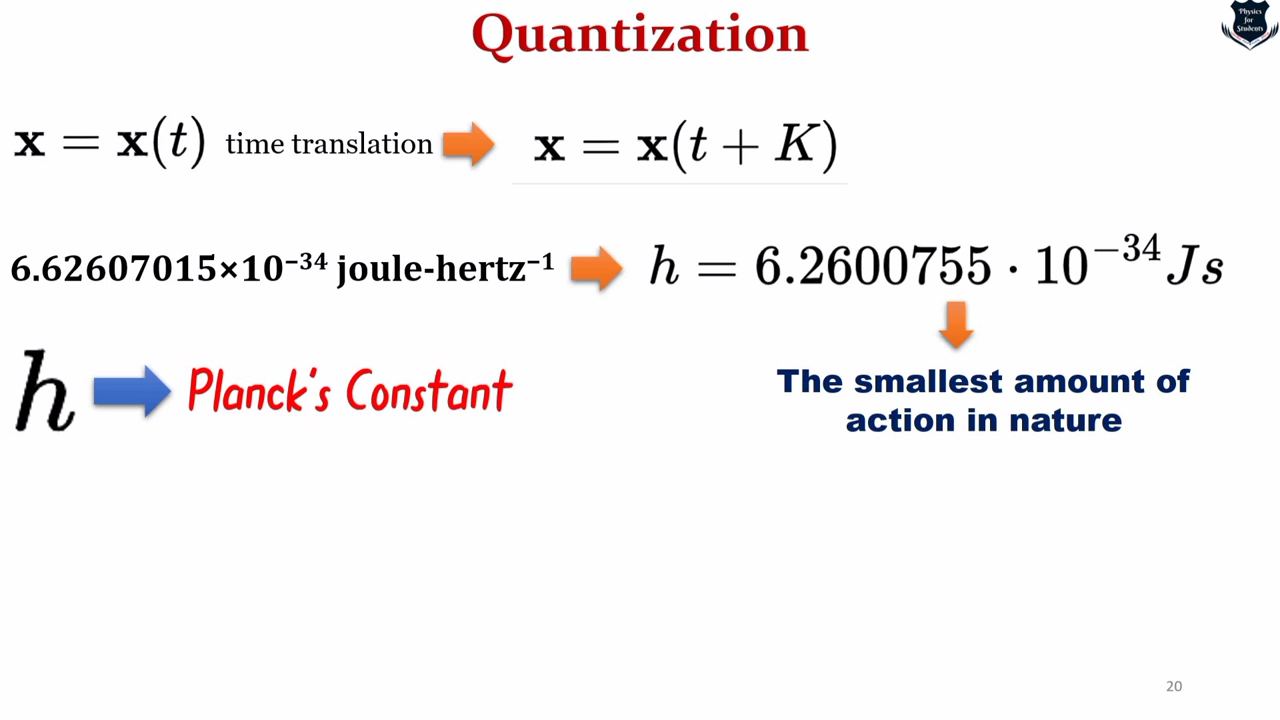 Quantization
Physics
for
Students
x = x(t) time translation
x = x(t + K)
6.62607015×10⁻³⁴ joule-hertz⁻¹
h = 6.2600755 · 10⁻³⁴ Js
h
Planck's Constant
The smallest amount of
action in nature
20